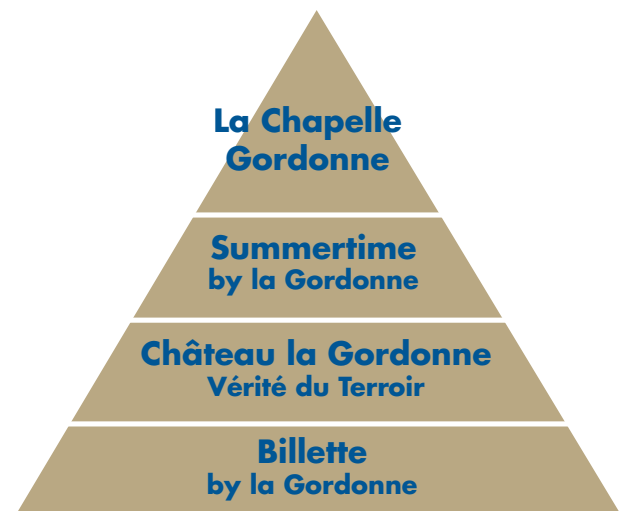 La Chapelle
Gordonne
Summertime
by la Gordonne
Château la Gordonne
Vérité du Terroir
Billette
by la Gordonne